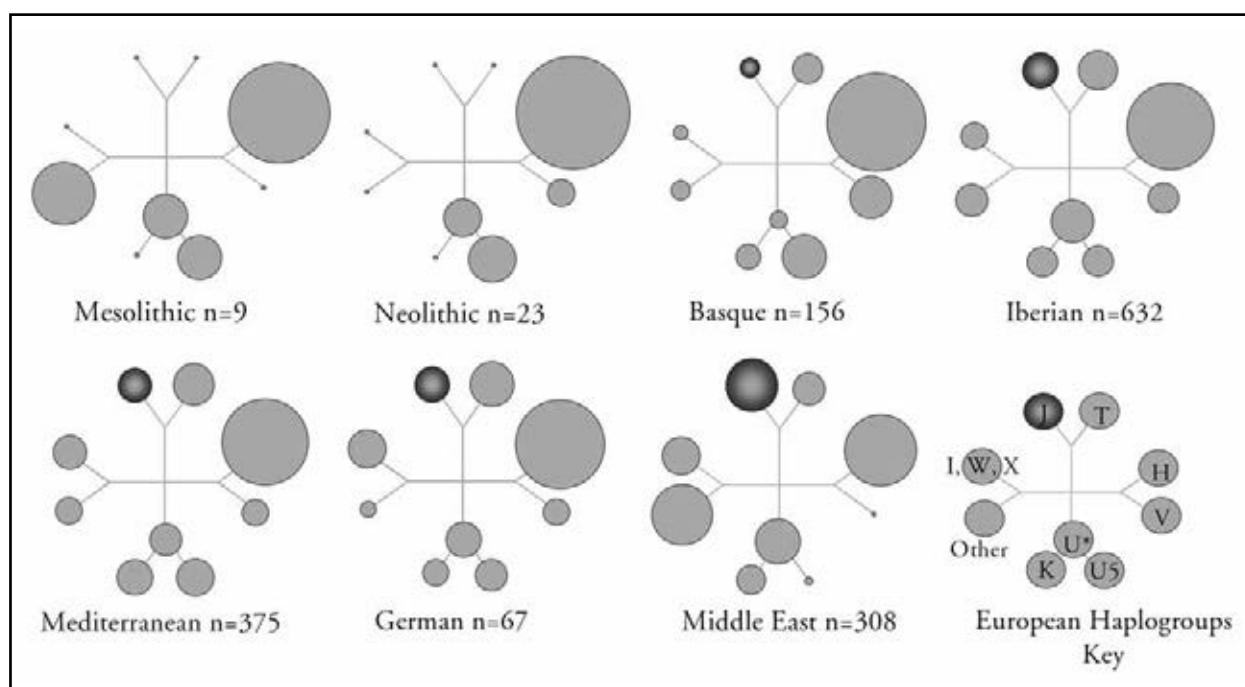 Mesolithic n=9
Neolithic n=23
Basque n=156
Iberian n=632
J
T
I, W, X
H
V
Other
U*
K
U5
Mediterranean n=375
German n=67
Middle East n=308
European Haplogroups
Key